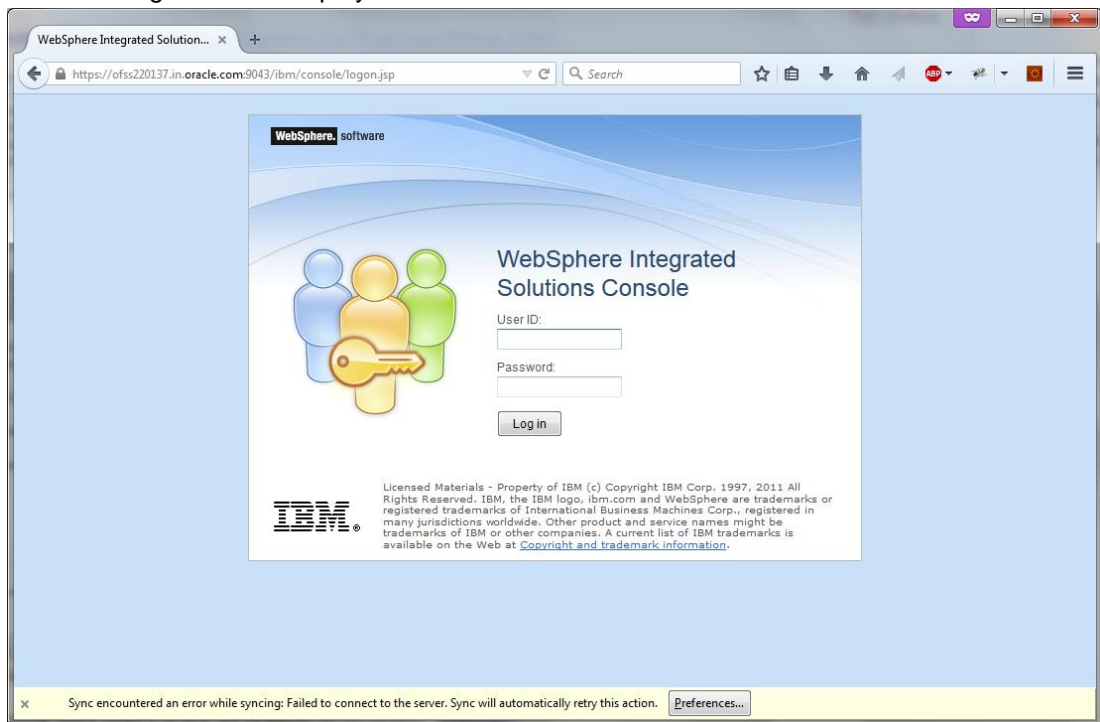 WebSphere Integrated Solution... × +
https://ofss220137.in.oracle.com:9043/ibm/console/logon.jsp
Search
ABP
WebSphere. software
WebSphere Integrated
Solutions Console
User ID:
Password:
Log in
IBM®
Licensed Materials - Property of IBM (c) Copyright IBM Corp. 1997, 2011 All
Rights Reserved. IBM, the IBM logo, ibm.com and WebSphere are trademarks or
registered trademarks of International Business Machines Corp., registered in
many jurisdictions worldwide. Other product and service names might be
trademarks of IBM or other companies. A current list of IBM trademarks is
available on the Web at Copyright and trademark information.
× Sync encountered an error while syncing: Failed to connect to the server. Sync will automatically retry this action. Preferences...